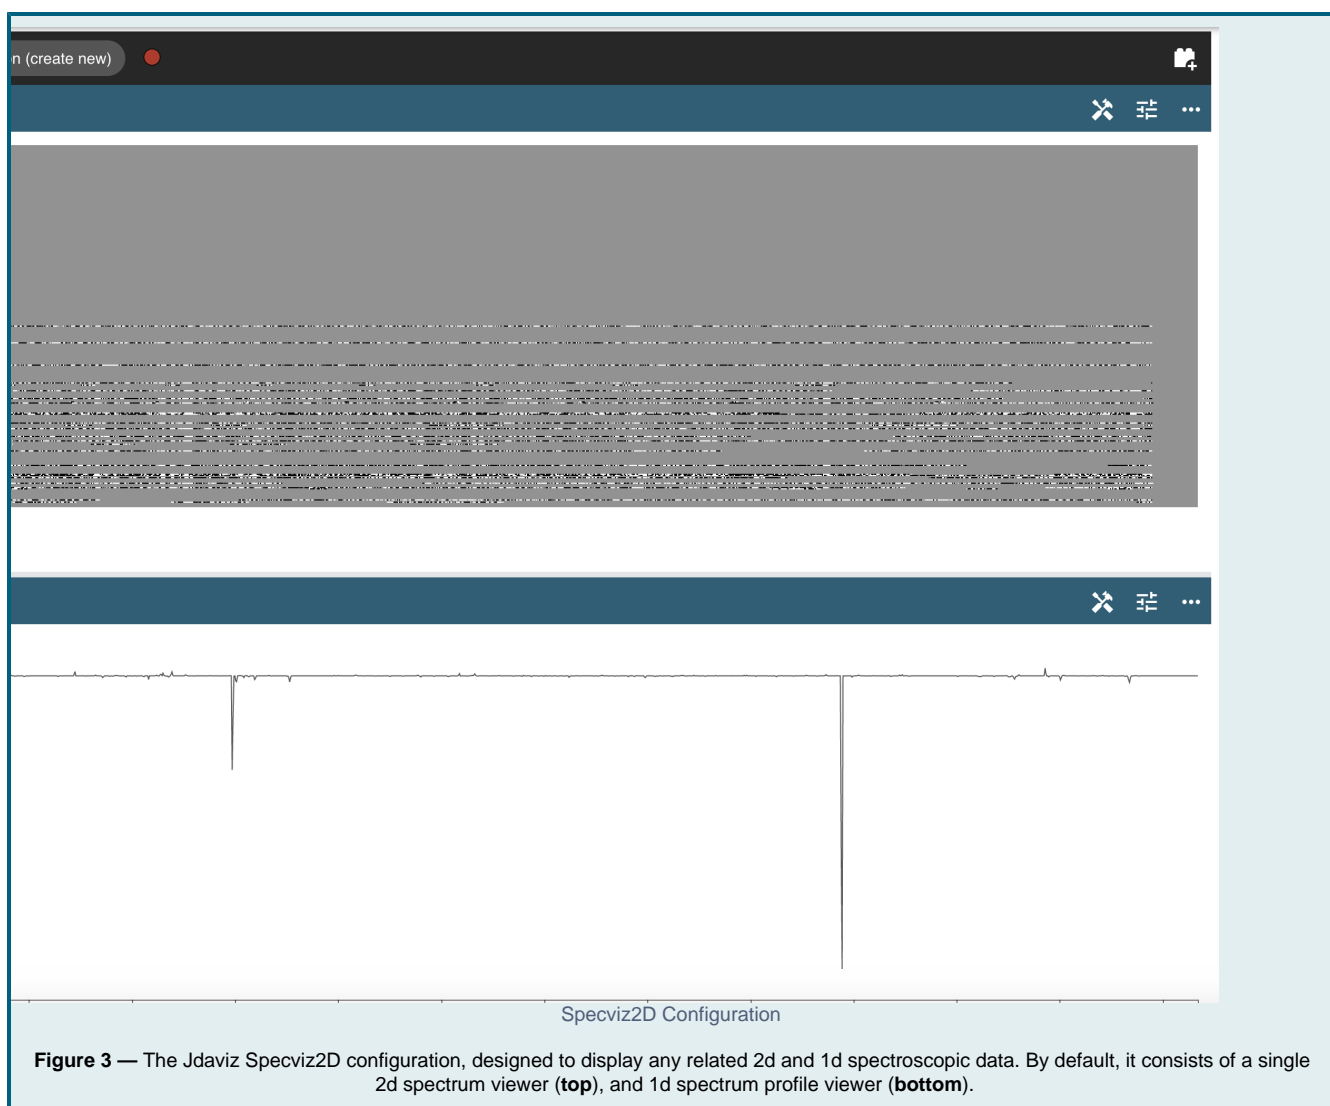 n (create new)
Specviz2D Configuration
Figure 3 — The Jdaviz Specviz2D configuration, designed to display any related 2d and 1d spectroscopic data. By default, it consists of a single
2d spectrum viewer (top), and 1d spectrum profile viewer (bottom).